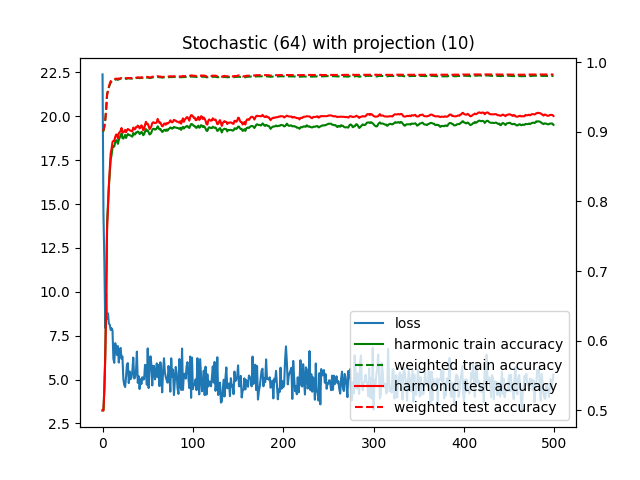 Stochastic (64) with projection (10)
22.5
20.0
17.5
15.0
12.5
10.0
7.5
5.0
2.5
1.0
0.9
0.8
0.7
0.6
0.5
loss
harmonic train accuracy
weighted train accuracy
harmonic test accuracy
weighted test accuracy
0 100 200 300 400 500